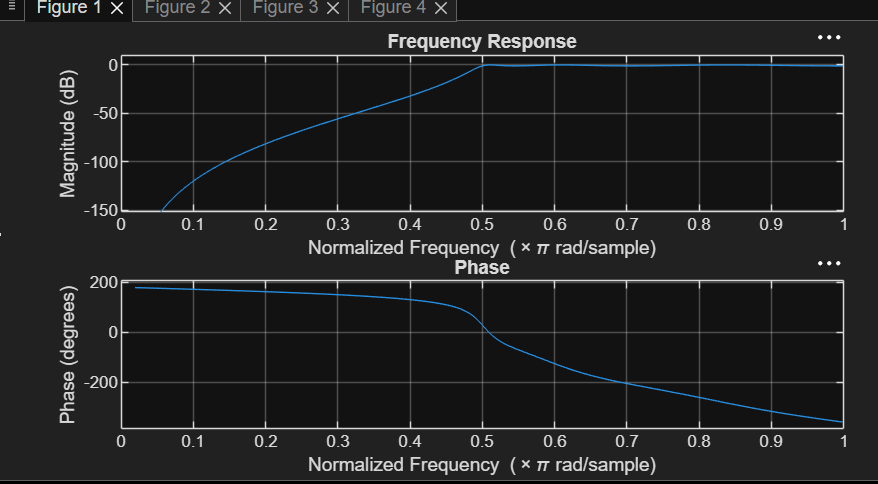 Figure 1 × Figure 2 × Figure 3 × Figure 4 ×
Frequency Response
Magnitude (dB)
0
-50
-100
-150
0 0.1 0.2 0.3 0.4 0.5 0.6 0.7 0.8 0.9 1
Normalized Frequency (× π rad/sample)
Phase
Phase (degrees)
200
0
-200
0 0.1 0.2 0.3 0.4 0.5 0.6 0.7 0.8 0.9 1
Normalized Frequency (× π rad/sample)